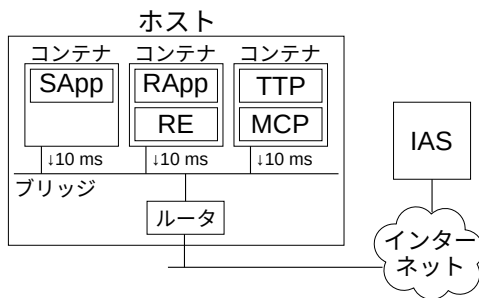 ホスト
コンテナ コンテナ コンテナ
SApp RApp TTP
RE MCP
↓10 ms ↓10 ms ↓10 ms
ブリッジ
ルータ
IAS
インター
ネット